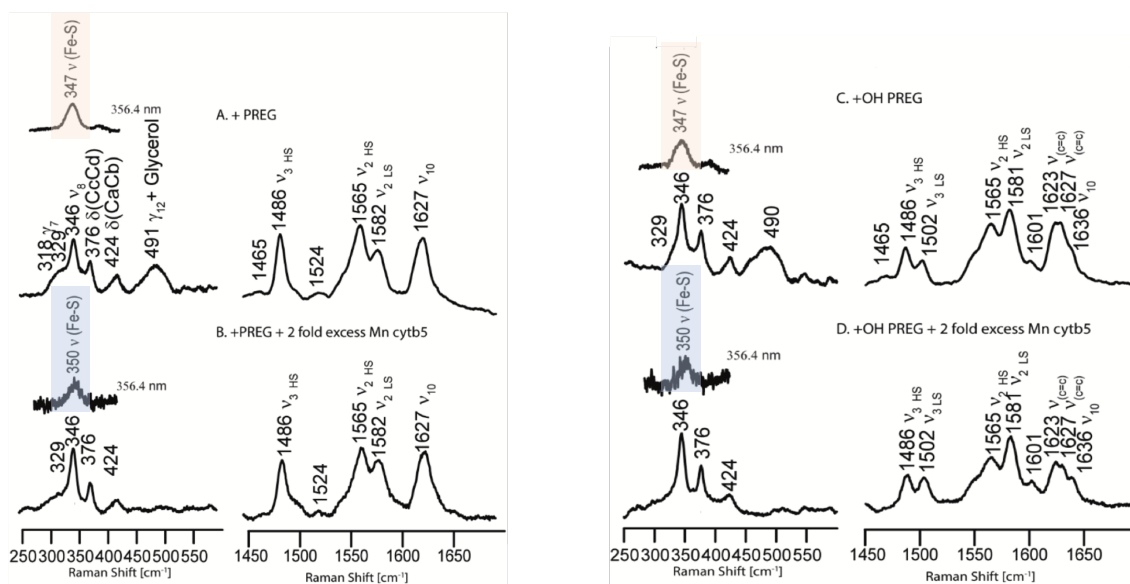 347 ν (Fe-S)
356.4 nm
A. + PREG
318 γ7
329
346 ν8
376 δ(CcCd)
424 δ(CaCb)
491 γ12 + Glycerol
1465
1486 ν3 HS
1524
1565 ν2 HS
1582 ν2 LS
1627 ν10
350 ν (Fe-S)
356.4 nm
B. +PREG + 2 fold excess Mn cytb5
329
346
376
424
1486 ν3 HS
1524
1565 ν2 HS
1582 ν2 LS
1627 ν10
250 300 350 400 450 500 550
Raman Shift [cm-1]
1450 1500 1550 1600 1650
Raman Shift [cm-1]
347 ν (Fe-S)
356.4 nm
C. +OH PREG
329
346
376
424
490
1465
1486 ν3 HS
1502 ν3 LS
1565 ν2 HS
1581 ν2 LS
1601
1623 ν(c=c)
1627 ν(c=c)
1636 ν10
350 ν (Fe-S)
356.4 nm
D. +OH PREG + 2 fold excess Mn cytb5
346
376
424
1486 ν3 HS
1502 ν3 LS
1565 ν2 HS
1581 ν2 LS
1601
1623 ν(c=c)
1627 ν(c=c)
1636 ν10
250 300 350 400 450 500 550
Raman Shift [cm-1]
1450 1500 1550 1600 1650
Raman Shift [cm-1]